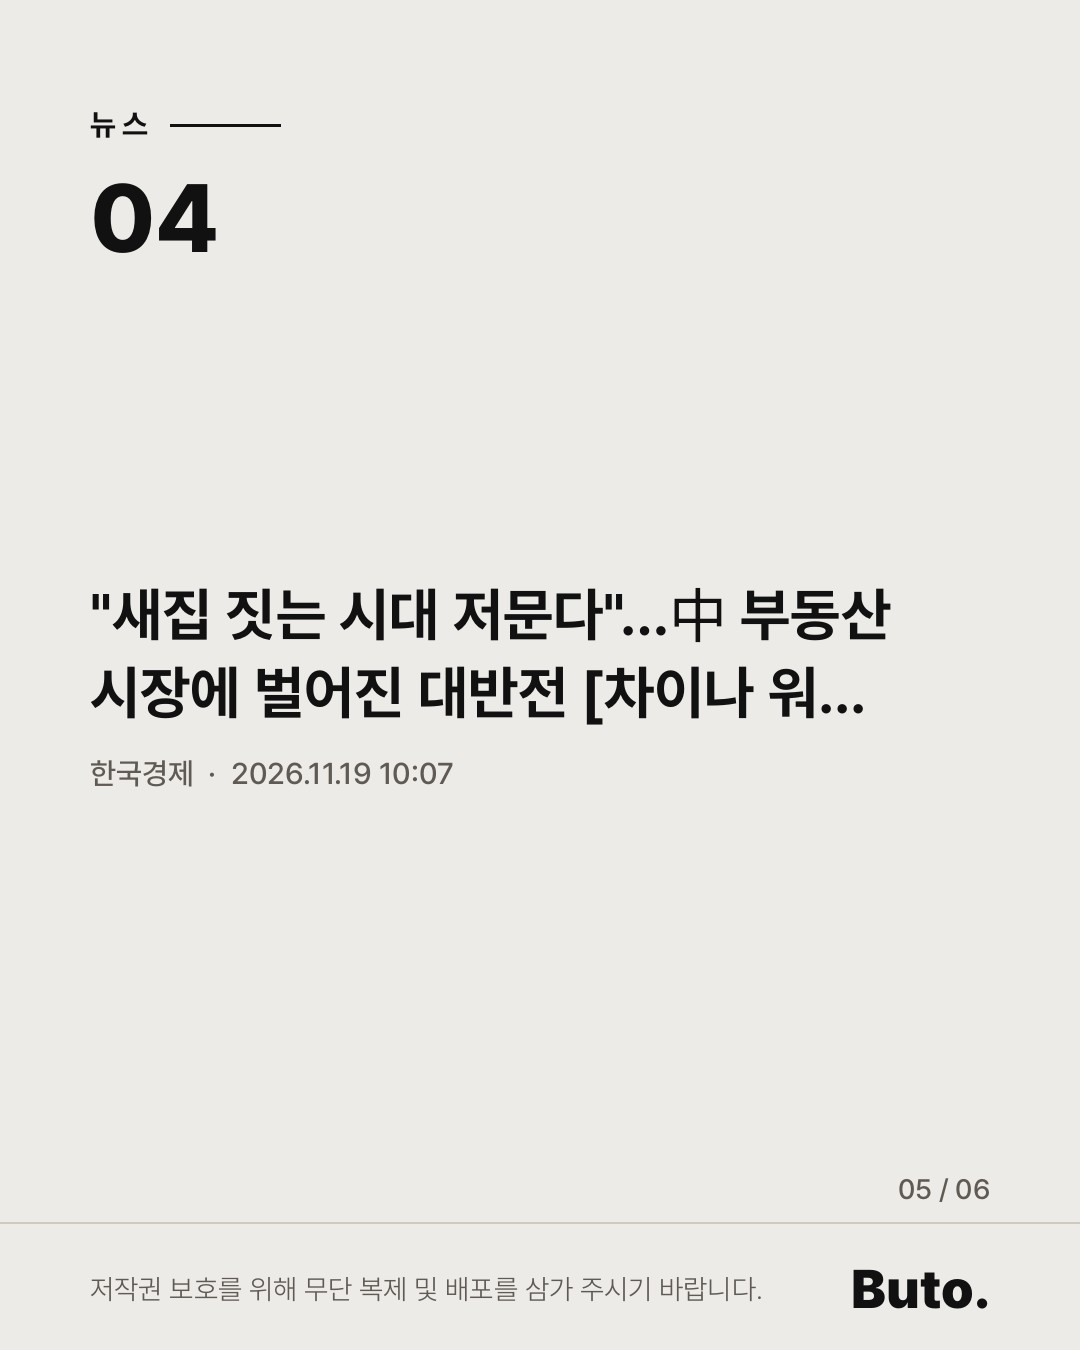 뉴스
04
"새집 짓는 시대 저문다"...中 부동산
시장에 벌어진 대반전 [차이나 워...
한국경제 · 2026.11.19 10:07
05 / 06
저작권 보호를 위해 무단 복제 및 배포를 삼가 주시기 바랍니다.
Buto.